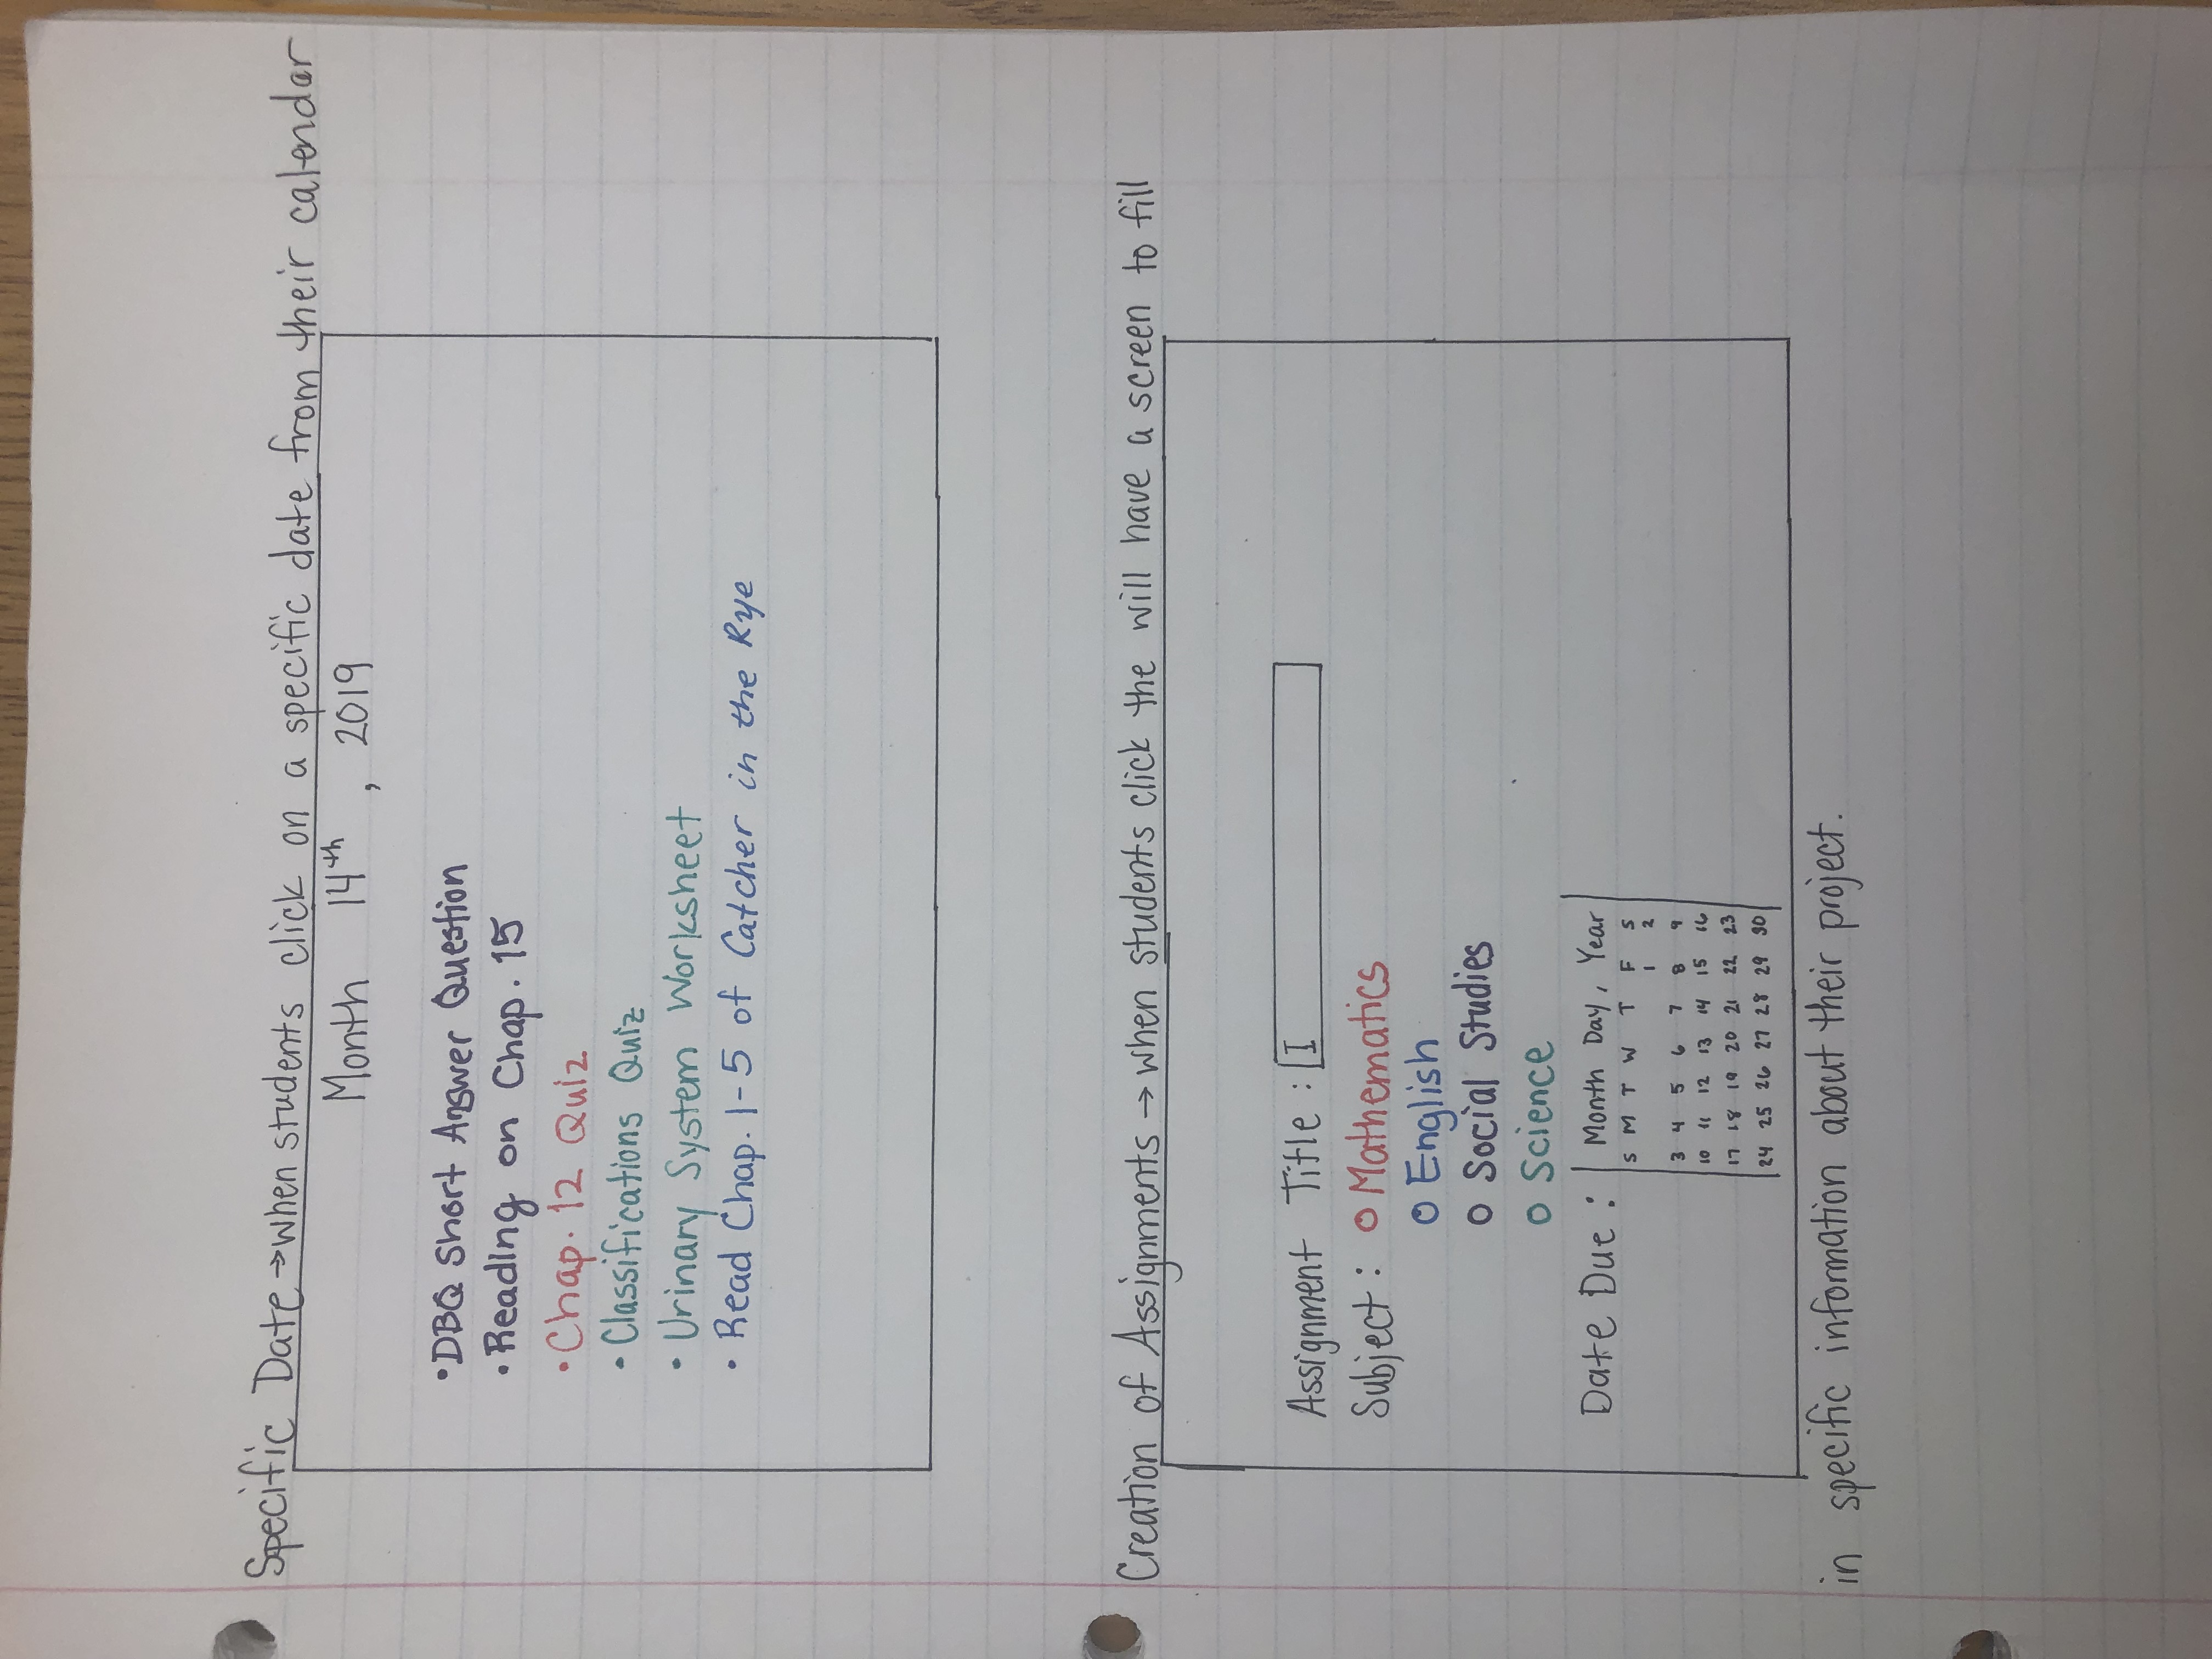 Specific Date → when students click on a specific date from their calendar
Month 14th, 2019
• DBQ Short Answer Question
• Reading on Chap. 15
• Chap. 12 Quiz
• Classifications Quiz
• Urinary System Worksheet
• Read Chap. 1-5 of Catcher in the Rye
Creation of Assignments → when students click the will have a screen to fill
Assignment Title : I
Subject : O Mathematics
O English
O Social Studies
O Science
Date Due : Month Day, Year
S M T W T F S
1 2
3 4 5 6 7 8 9
10 11 12 13 14 15 16
17 18 19 20 21 22 23
24 25 26 27 28 29 30
in specific information about their project.